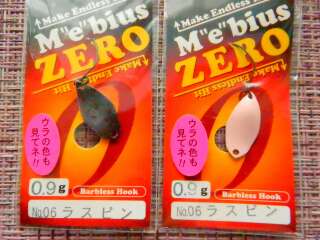 ↑Make Endless Hit
M"e"bius
ZERO
↑Make Endless Hit
ウラの色も
見てネ!!
0.9g
Barbless Hook
No.06 ラスピン
↑Make Endless
M"e"bius
ZERO
↑Make Endless Hit
ウラの色も
見てネ!!
0.9g
Barbless Hook
No.06 ラスピン